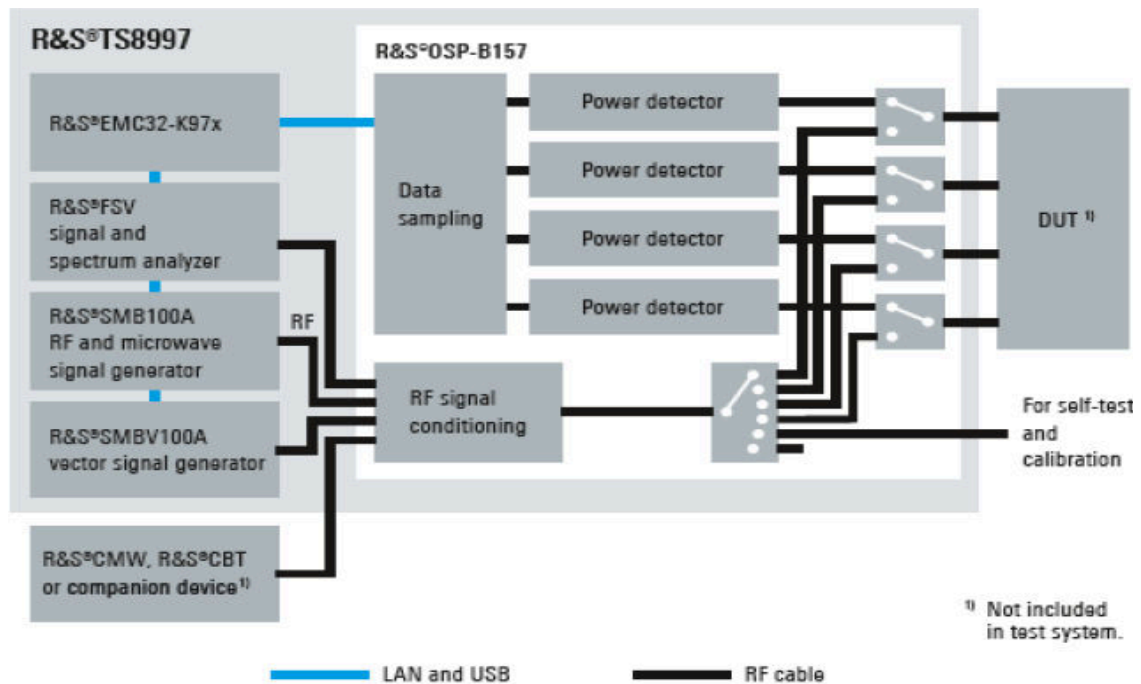 R&S®TS8997
R&S®OSP-B157
R&S®EMC32-K97x
R&S®FSV
signal and
spectrum analyzer
R&S®SMB100A
RF and microwave
signal generator
R&S®SMBV100A
vector signal generator
R&S®CMW, R&S®CBT
or companion device¹⁾
RF
Data
sampling
Power detector
Power detector
Power detector
Power detector
RF signal
conditioning
DUT ¹⁾
For self-test
and
calibration
¹⁾ Not included
in test system.
LAN and USB
RF cable